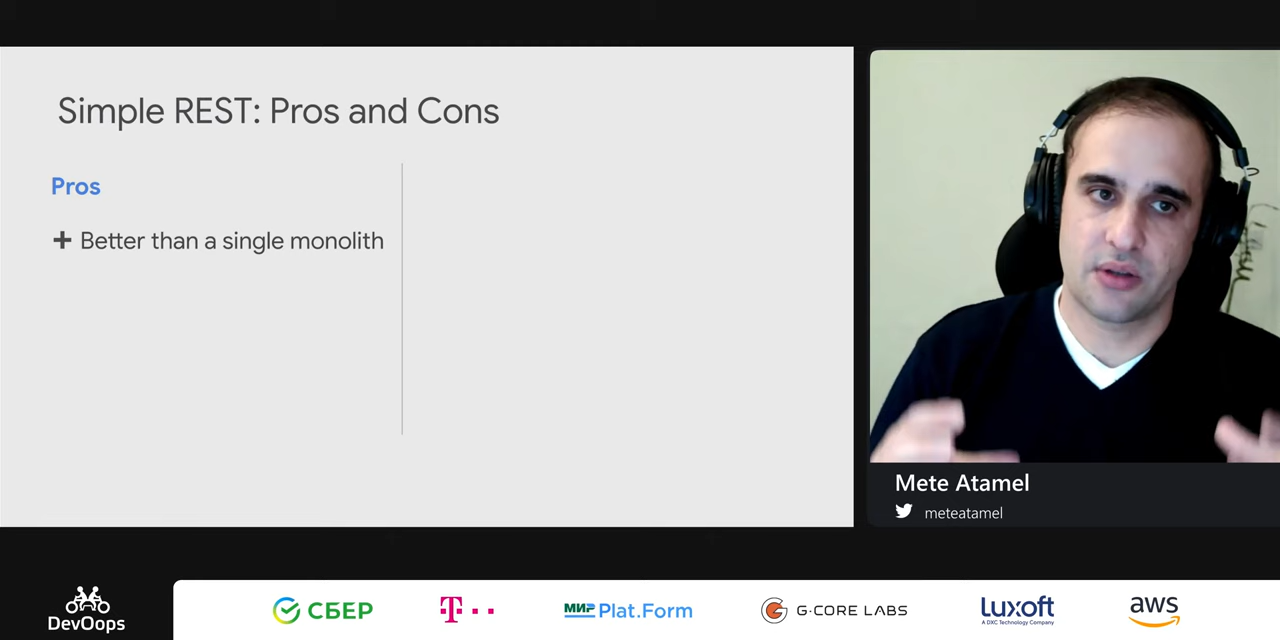 Simple REST: Pros and Cons
Pros
+ Better than a single monolith
Mete Atamel
meteatamel
DevOops
СБЕР
T
МИР Plat.Form
G·CORE LABS
Luxoft
A DXC Technology Company
aws